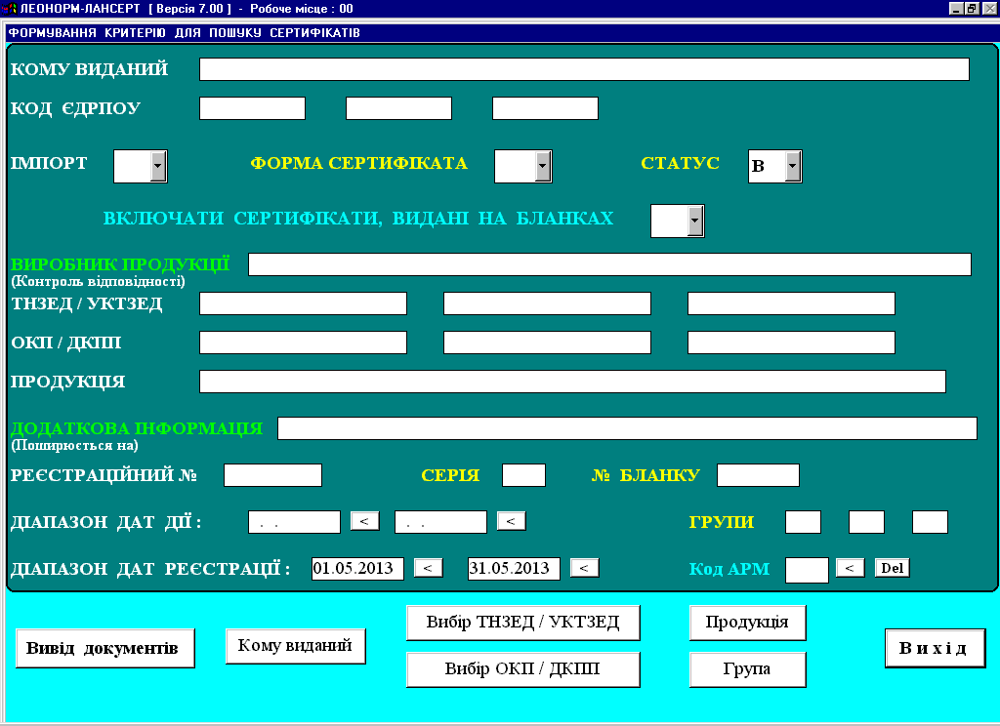 ЛЕОНОРМ-ЛАНСЕРТ [ Версія 7.00 ] - Робоче місце : 00
ФОРМУВАННЯ КРИТЕРІЮ ДЛЯ ПОШУКУ СЕРТИФІКАТІВ
КОМУ ВИДАНИЙ
КОД ЄДРПОУ
ІМПОРТ ФОРМА СЕРТИФІКАТА СТАТУС В
ВКЛЮЧАТИ СЕРТИФІКАТИ, ВИДАНІ НА БЛАНКАХ
ВИРОБНИК ПРОДУКЦІЇ
(Контроль відповідності)
ТНЗЕД / УКТЗЕД
ОКП / ДКПП
ПРОДУКЦІЯ
ДОДАТКОВА ІНФОРМАЦІЯ
(Поширюється на)
РЕЄСТРАЦІЙНИЙ № СЕРІЯ № БЛАНКУ
ДІАПАЗОН ДАТ ДІЇ : . . < . . < ГРУПИ
ДІАПАЗОН ДАТ РЕЄСТРАЦІЇ : 01.05.2013 < 31.05.2013 < Код АРМ < Del
Вивід документів Кому виданий Вибір ТНЗЕД / УКТЗЕД Продукція В и х і д
Вибір ОКП / ДКПП Група